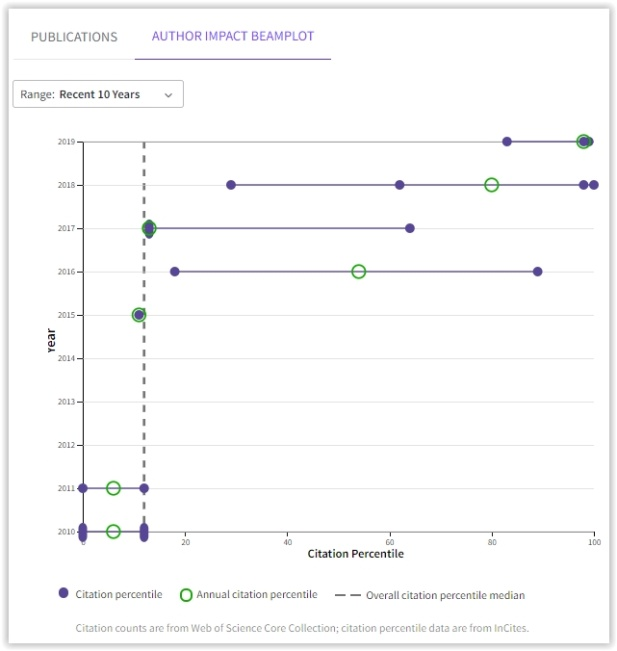 PUBLICATIONS
AUTHOR IMPACT BEAMPLOT
Range: Recent 10 Years
2019
2018
2017
2016
2015
2014
2013
2012
2011
2010
Year
0 20 40 60 80 100
Citation Percentile
Citation percentile Annual citation percentile Overall citation percentile median
Citation counts are from Web of Science Core Collection; citation percentile data are from InCites.